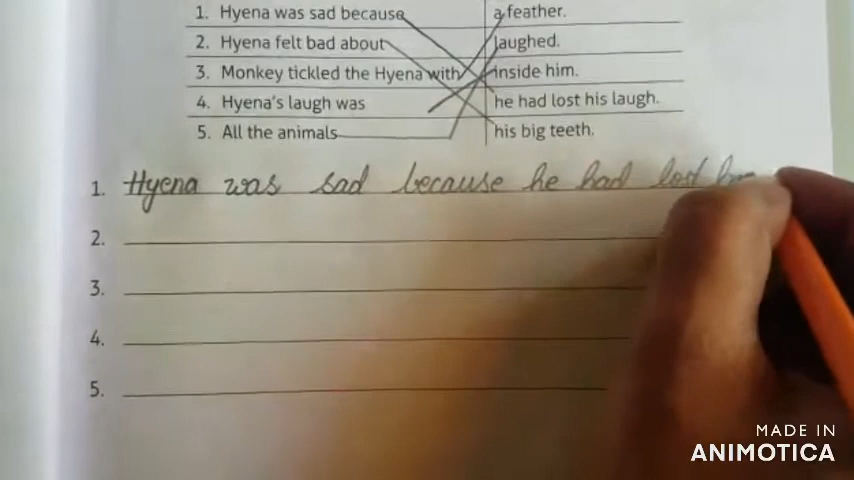 1. Hyena was sad because a feather.
2. Hyena felt bad about laughed.
3. Monkey tickled the Hyena with inside him.
4. Hyena's laugh was he had lost his laugh.
5. All the animals his big teeth.
1. Hyena was sad because he had lost
2.
3.
4.
5.
MADE IN
ANIMOTICA